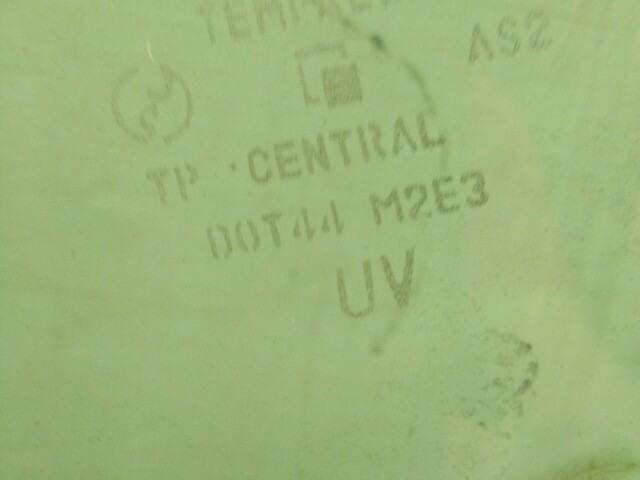 AS2
TP · CENTRAL
DOT44 M2E3
UV